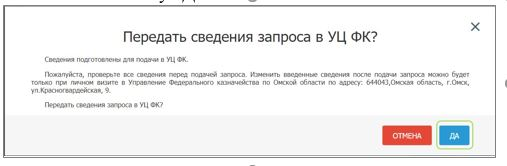 Передать сведения запроса в УЦ ФК?
Сведения подготовлены для подачи в УЦ ФК.
Пожалуйста, проверьте все сведения перед подачей запроса. Изменить введенные сведения после подачи запроса можно будет
только при личном визите в Управление Федерального казначейства по Омской области по адресу: 644043,Омская область, г.Омск,
ул.Красногвардейская, 9.
Передать сведения запроса в УЦ ФК?
ОТМЕНА ДА